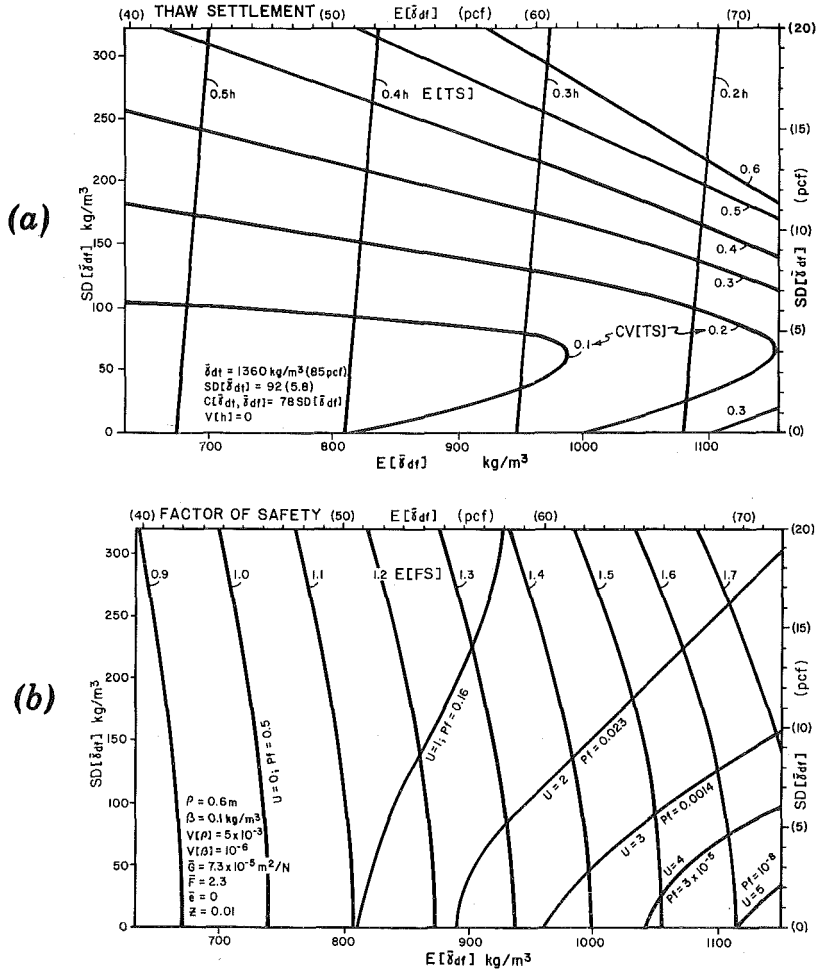 (a)
(40) THAW SETTLEMENT (50) E[γ̄df] (pcf) (60) (70)
300
250
200
150
100
50
0
SD[γ̄df] kg/m³
(20)
(15)
(10)
(5)
(0)
SD[γ̄df] (pcf)
0.5h
0.4h
E[TS]
0.3h
0.2h
0.6
0.5
0.4
0.3
0.1
CV[TS]
0.2
0.3
γ̄dt = 1360 kg/m³ (85 pcf)
SD[γ̄dt] = 92 (5.8)
C[γ̄dt, γ̄df] = 78 SD[γ̄df]
V[h] = 0
700 800 900 1000 1100
E[γ̄df] kg/m³
(b)
(40) FACTOR OF SAFETY (50) E[γ̄df] (pcf) (60) (70)
300
250
200
150
100
50
0
SD[γ̄df] kg/m³
(20)
(15)
(10)
(5)
(0)
SD[γ̄df] (pcf)
0.9 1.0 1.1 1.2 E[FS] 1.3 1.4 1.5 1.6 1.7
U=0; Pf=0.5
U=1; Pf=0.16
U=2 Pf=0.023
U=3 Pf=0.0014
U=4
Pf=3x10⁻⁵
Pf=10⁻⁸
U=5
ρ = 0.6m
β = 0.1 kg/m³
V[ρ] = 5x10⁻³
V[β] = 10⁻⁶
G̅ = 7.3x10⁻⁵ m²/N
F̅ = 2.3
e̅ = 0
z = 0.01
700 800 900 1000 1100
E[γ̄df] kg/m³